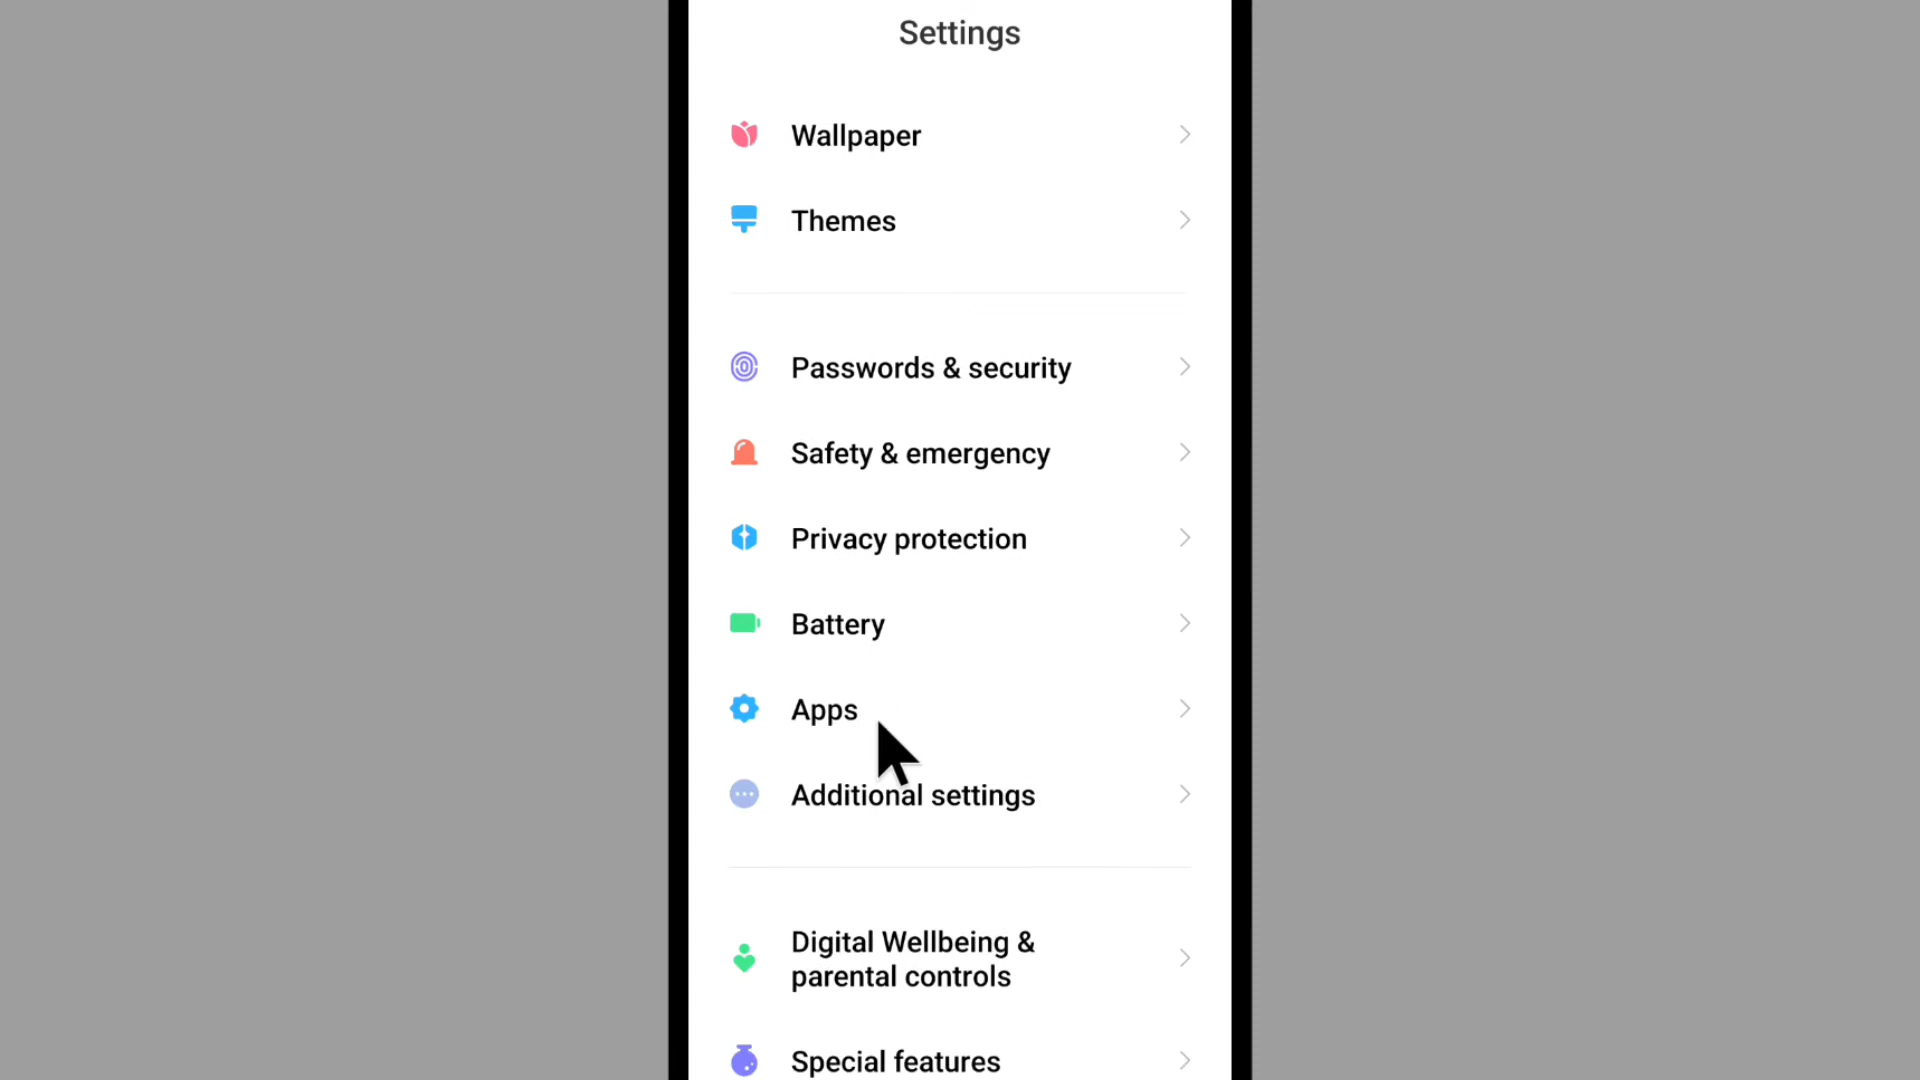 Settings
Wallpaper
Themes
Passwords & security
Safety & emergency
Privacy protection
Battery
Apps
Additional settings
Digital Wellbeing &
parental controls
Special features